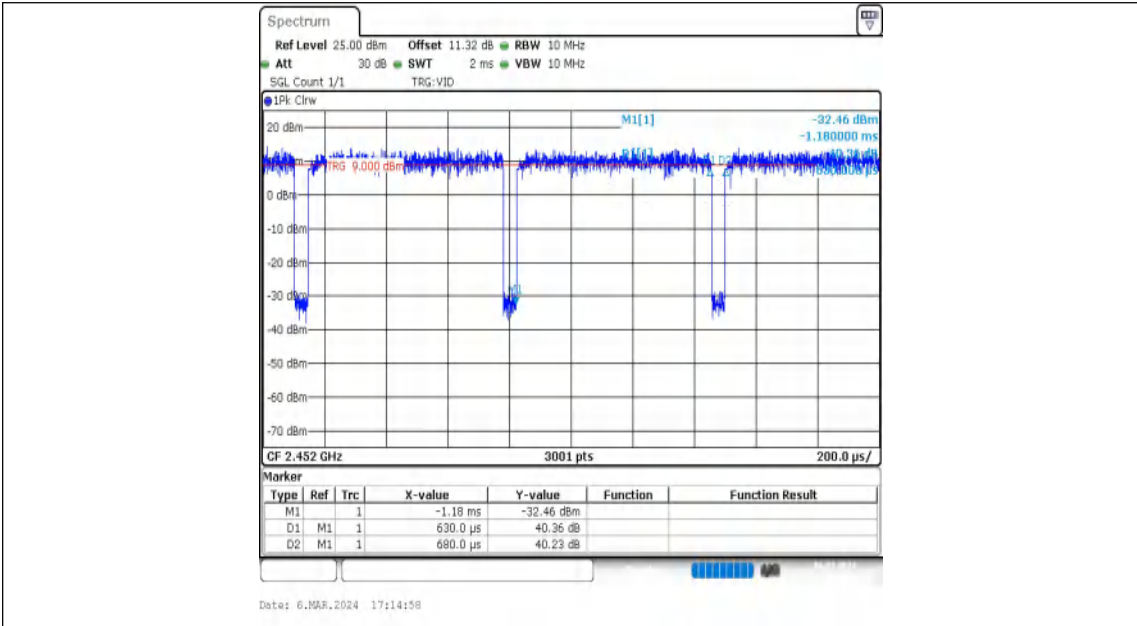 Spectrum
Ref Level 25.00 dBm Offset 11.32 dB RBW 10 MHz
Att 30 dB SWT 2 ms VBW 10 MHz
SGL Count 1/1 TRG:VID
1Pk Clrw
M1[1] -32.46 dBm
-1.180000 ms
20 dBm
TRG 9.000 dBm
0 dBm
-10 dBm
-20 dBm
-30 dBm
M1
-40 dBm
-50 dBm
-60 dBm
-70 dBm
CF 2.452 GHz 3001 pts 200.0 µs/
Marker
Type Ref Trc X-value Y-value Function Function Result
M1 1 -1.18 ms -32.46 dBm
D1 M1 1 630.0 µs 40.36 dB
D2 M1 1 680.0 µs 40.23 dB
Date: 6.MAR.2024 17:14:58